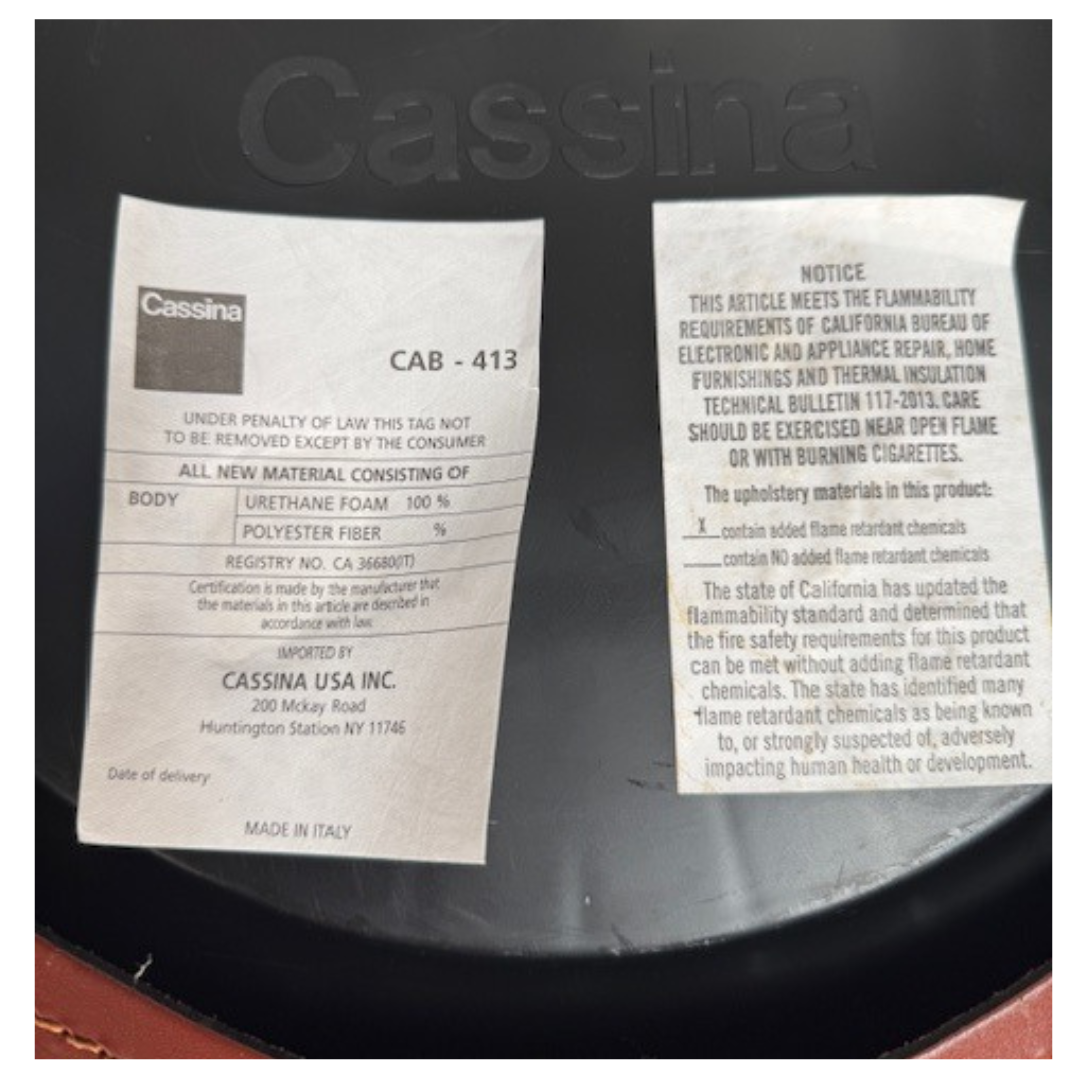 Cassina
Cassina
CAB - 413
UNDER PENALTY OF LAW THIS TAG NOT
TO BE REMOVED EXCEPT BY THE CONSUMER
ALL NEW MATERIAL CONSISTING OF
BODY URETHANE FOAM 100 %
POLYESTER FIBER %
REGISTRY NO. CA 36680(IT)
Certification is made by the manufacturer that
the materials in this article are described in
accordance with law.
IMPORTED BY
CASSINA USA INC.
200 Mckay Road
Huntington Station NY 11746
Date of delivery
MADE IN ITALY
NOTICE
THIS ARTICLE MEETS THE FLAMMABILITY
REQUIREMENTS OF CALIFORNIA BUREAU OF
ELECTRONIC AND APPLIANCE REPAIR, HOME
FURNISHINGS AND THERMAL INSULATION
TECHNICAL BULLETIN 117-2013. CARE
SHOULD BE EXERCISED NEAR OPEN FLAME
OR WITH BURNING CIGARETTES.
The upholstery materials in this product:
X contain added flame retardant chemicals
____contain NO added flame retardant chemicals
The state of California has updated the
flammability standard and determined that
the fire safety requirements for this product
can be met without adding flame retardant
chemicals. The state has identified many
flame retardant chemicals as being known
to, or strongly suspected of, adversely
impacting human health or development.